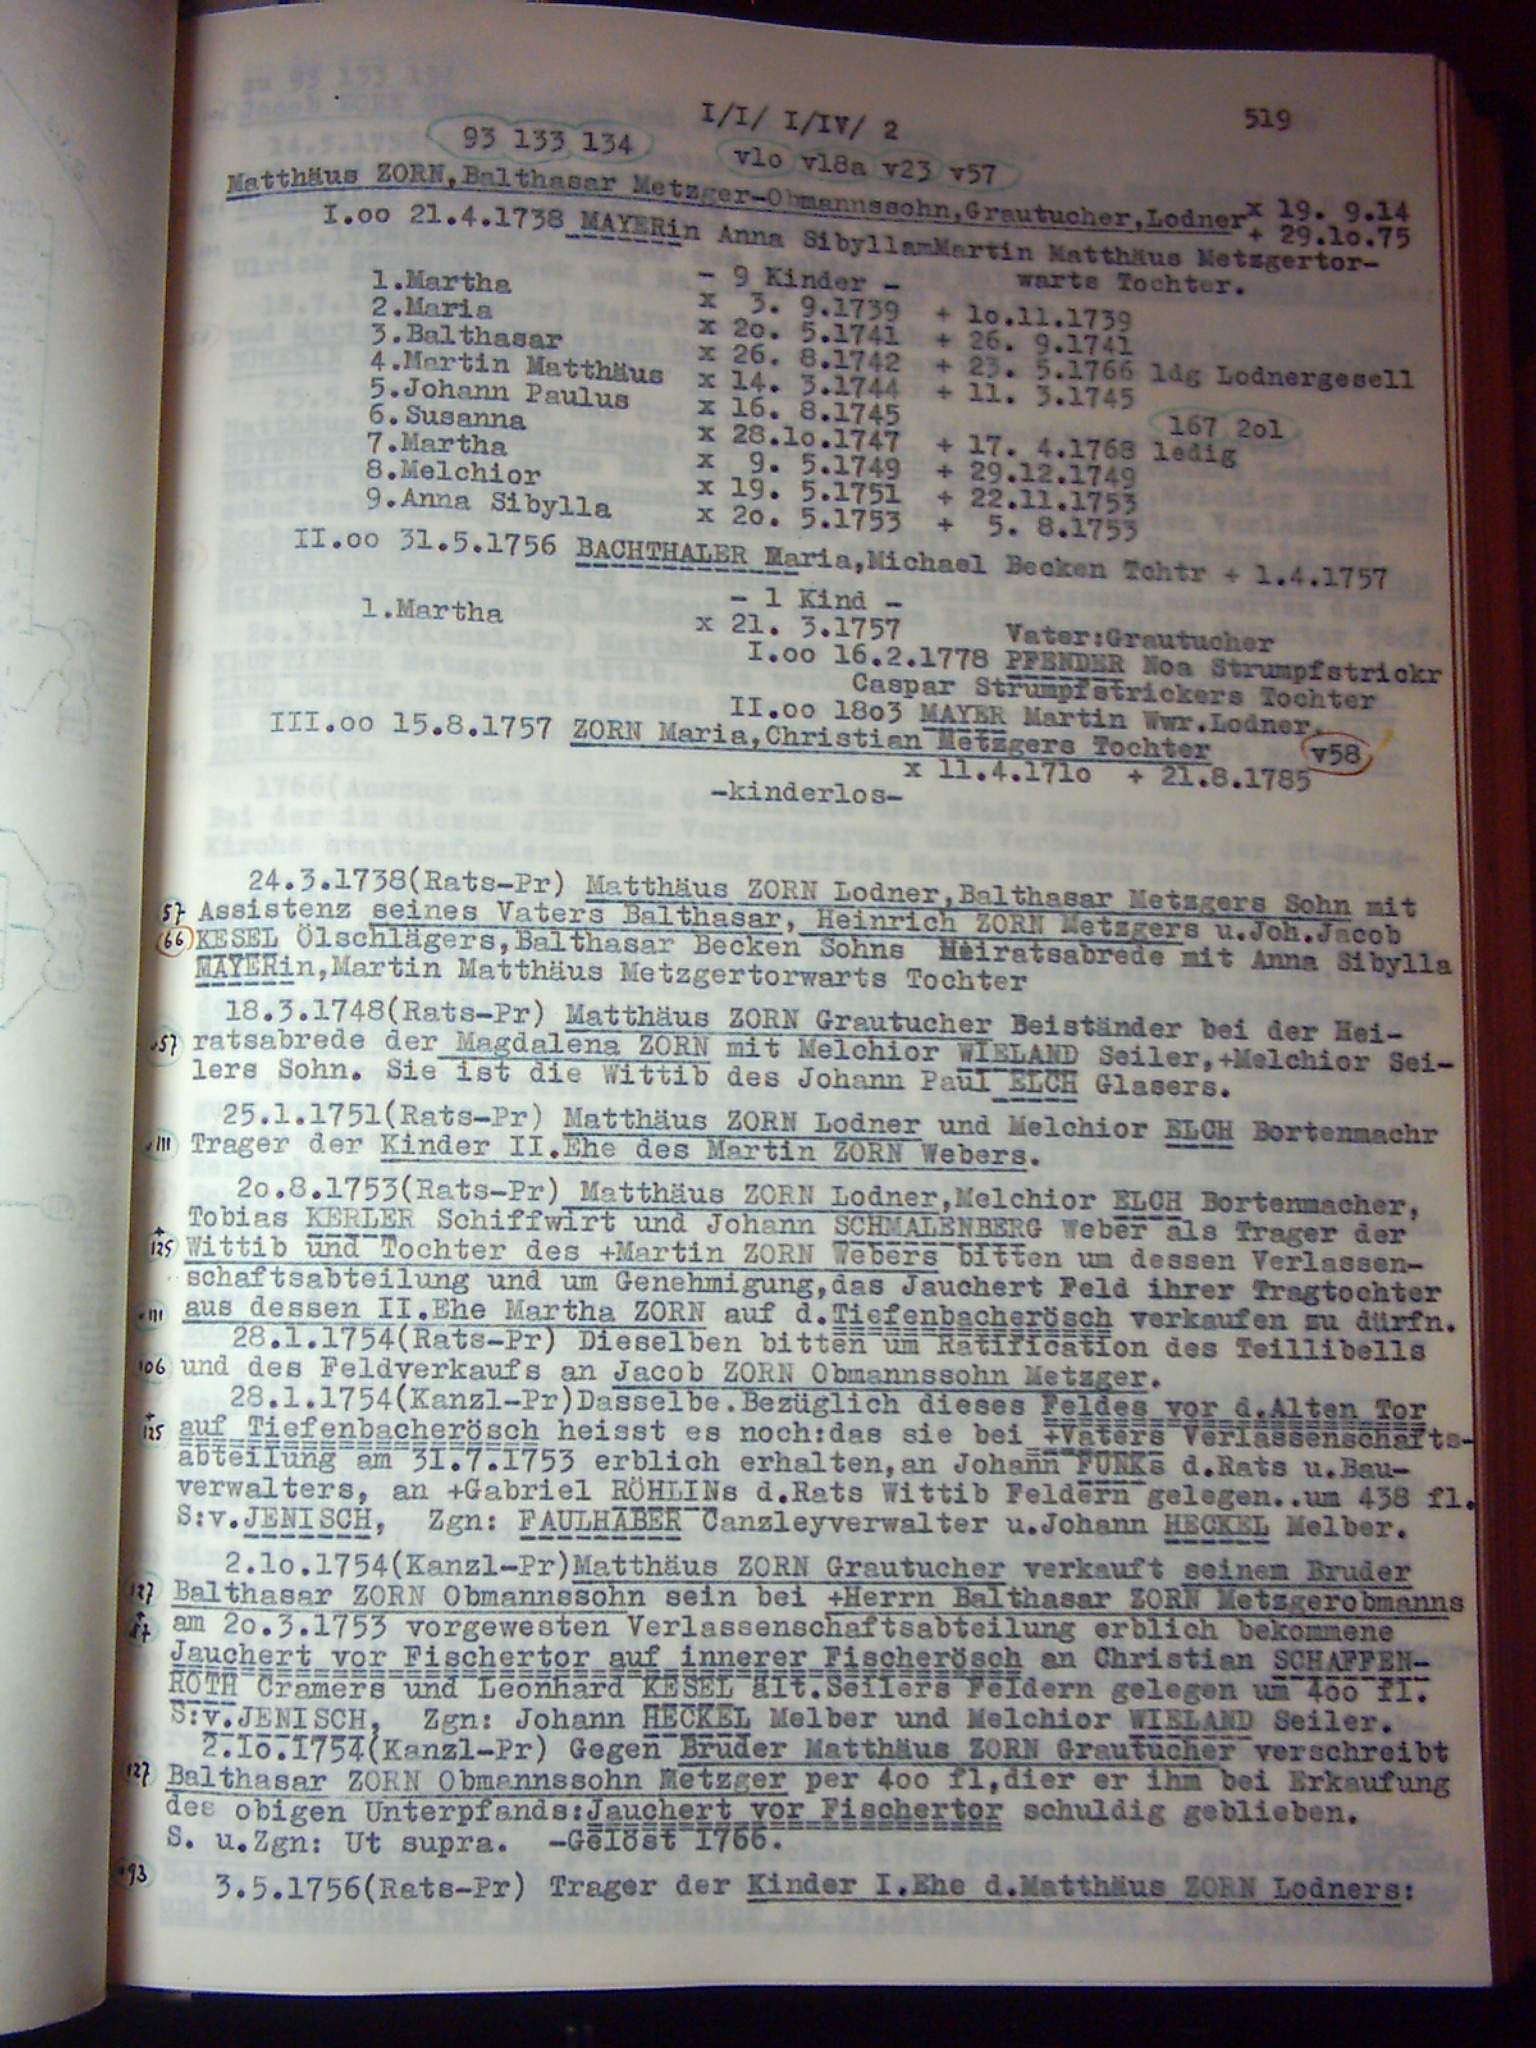 I/I/ I/IV/ 2 519
93 133 134 v1o v18a v23 v57
Matthäus ZORN,Balthasar Metzger-Obmannssohn,Grautucher,Lodner x 19. 9.14
+ 29.1o.75
I.oo 21.4.1738 MAYERin Anna Sibylla Martin Matthäus Metzgertor-
- 9 Kinder - warts Tochter.
1.Martha x 3. 9.1739 + 1o.11.1739
2.Maria x 2o. 5.1741 + 26. 9.1741
3.Balthasar x 26. 8.1742 + 23. 5.1766 ldg Lodnergesell
4.Martin Matthäus x 14. 3.1744 + 11. 3.1745
5.Johann Paulus x 16. 8.1745 167 2o1
6.Susanna x 28.1o.1747 + 17. 4.1768 ledig
7.Martha x 9. 5.1749 + 29.12.1749
8.Melchior x 19. 5.1751 + 22.11.1753
9.Anna Sibylla x 2o. 5.1753 + 5. 8.1753
II.oo 31.5.1756 BACHTHALER Maria,Michael Becken Tchtr + 1.4.1757
- 1 Kind -
1.Martha x 21. 3.1757 Vater:Grautucher
I.oo 16.2.1778 PFENDER Noa Strumpfstrickr
Caspar Strumpfstrickers Tochter
II.oo 18o3 MAYER Martin Wwr.Lodner.
III.oo 15.8.1757 ZORN Maria,Christian Metzgers Tochter v58
x 11.4.171o + 21.8.1785
-kinderlos-
24.3.1738(Rats-Pr) Matthäus ZORN Lodner,Balthasar Metzgers Sohn mit
57 Assistenz seines Vaters Balthasar, Heinrich ZORN Metzgers u.Joh.Jacob
66 KESEL Ölschlägers,Balthasar Becken Sohns Heiratsabrede mit Anna Sibylla
MAYERin,Martin Matthäus Metzgertorwarts Tochter
18.3.1748(Rats-Pr) Matthäus ZORN Grautucher Beiständer bei der Hei-
57 ratsabrede der Magdalena ZORN mit Melchior WIELAND Seiler,+Melchior Sei-
lers Sohn. Sie ist die Wittib des Johann Paul ELCH Glasers.
25.1.1751(Rats-Pr) Matthäus ZORN Lodner und Melchior ELCH Bortenmachr
111 Trager der Kinder II.Ehe des Martin ZORN Webers.
2o.8.1753(Rats-Pr) Matthäus ZORN Lodner,Melchior ELCH Bortenmacher,
Tobias KERLER Schiffwirt und Johann SCHMALENBERG Weber als Trager der
+125 Wittib und Tochter des +Martin ZORN Webers bitten um dessen Verlassen-
schaftsabteilung und um Genehmigung,das Jauchert Feld ihrer Tragtochter
111 aus dessen II.Ehe Martha ZORN auf d.Tiefenbacherösch verkaufen zu dürfn.
28.1.1754(Rats-Pr) Dieselben bitten um Ratification des Teillibells
106 und des Feldverkaufs an Jacob ZORN Obmannssohn Metzger.
28.1.1754(Kanzl-Pr)Dasselbe.Bezüglich dieses Feldes vor d.Alten Tor
+125 auf Tiefenbacherösch heisst es noch:das sie bei +Vaters Verlassenschafts-
abteilung am 31.7.1753 erblich erhalten,an Johann FUNKs d.Rats u.Bau-
verwalters, an +Gabriel RÖHLINs d.Rats Wittib Feldern gelegen..um 438 fl.
S:v.JENISCH, Zgn: FAULHABER Canzleyverwalter u.Johann HECKEL Melber.
2.1o.1754(Kanzl-Pr)Matthäus ZORN Grautucher verkauft seinem Bruder
127 Balthasar ZORN Obmannssohn sein bei +Herrn Balthasar ZORN Metzgerobmanns
+57 am 2o.3.1753 vorgewesten Verlassenschaftsabteilung erblich bekommene
Jauchert vor Fischertor auf innerer Fischerösch an Christian SCHAFFEN-
ROTH Cramers und Leonhard KESEL ält.Seilers Feldern gelegen um 4oo fl.
S:v.JENISCH, Zgn: Johann HECKEL Melber und Melchior WIELAND Seiler.
2.1o.1754(Kanzl-Pr) Gegen Bruder Matthäus ZORN Grautucher verschreibt
127 Balthasar ZORN Obmannssohn Metzger per 4oo fl,dier er ihm bei Erkaufung
des obigen Unterpfands:Jauchert vor Fischertor schuldig geblieben.
S. u.Zgn: Ut supra. -Gelöst 1766.
93 3.5.1756(Rats-Pr) Trager der Kinder I.Ehe d.Matthäus ZORN Lodners: